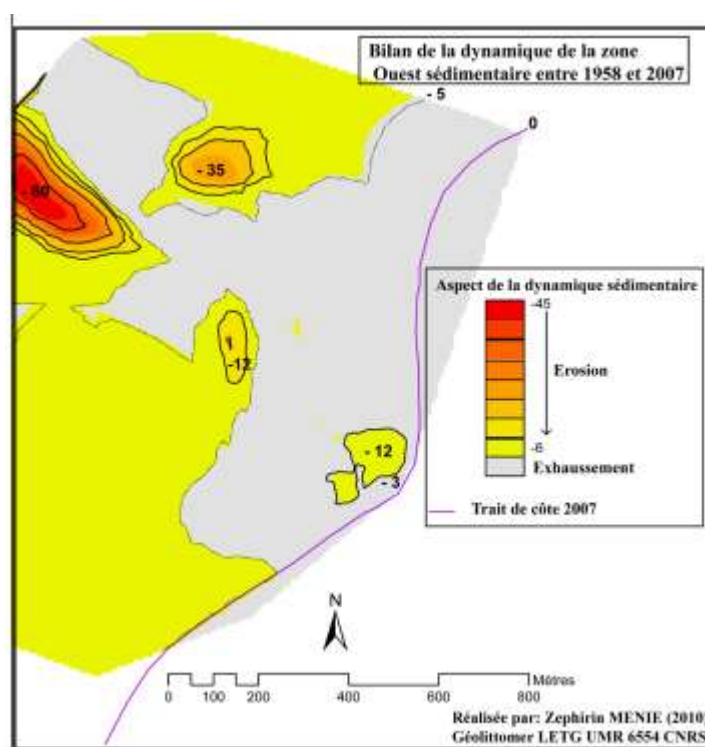 Bilan de la dynamique de la zone
Ouest sédimentaire entre 1958 et 2007
- 5
0
- 35
Aspect de la dynamique sédimentaire
-45
Erosion
-6
Exhaussement
Trait de côte 2007
1
-12
- 12
- 3
N
Mètres
0 100 200 400 600 800
Réalisée par: Zephirin MENIE (2010)
Géolittomer LETG UMR 6554 CNRS